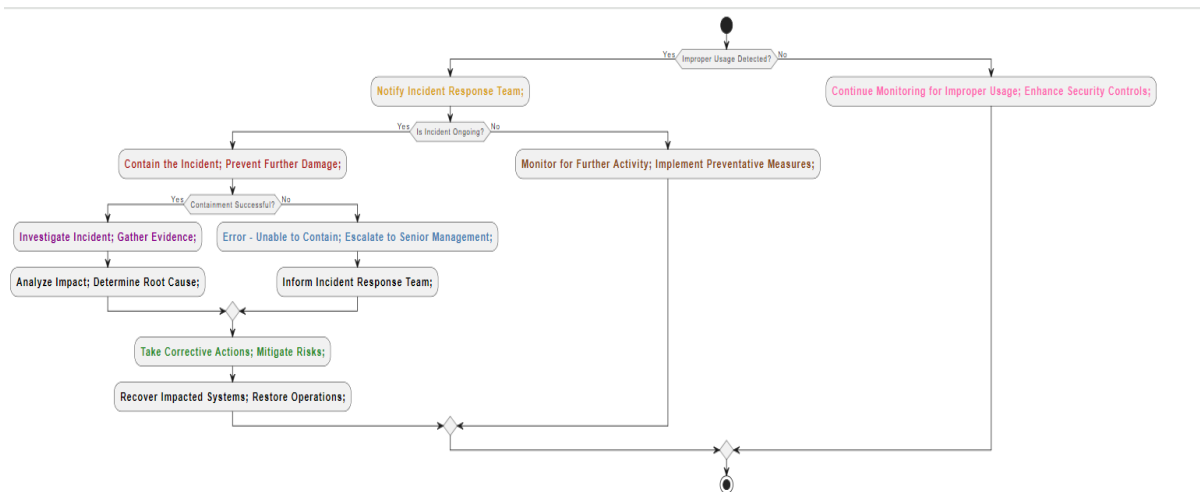 Yes
Improper Usage Detected?
No
Notify Incident Response Team;
Continue Monitoring for Improper Usage; Enhance Security Controls;
Yes
Is Incident Ongoing?
No
Contain the Incident; Prevent Further Damage;
Monitor for Further Activity; Implement Preventative Measures;
Yes
Containment Successful?
No
Investigate Incident; Gather Evidence;
Error - Unable to Contain; Escalate to Senior Management;
Analyze Impact; Determine Root Cause;
Inform Incident Response Team;
Take Corrective Actions; Mitigate Risks;
Recover Impacted Systems; Restore Operations;